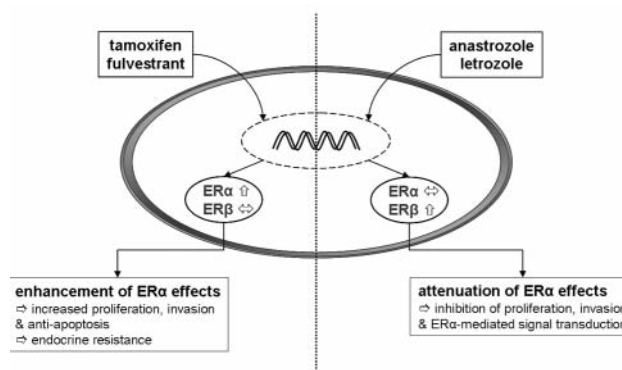 tamoxifen
fulvestrant
anastrozole
letrozole
ERα ⇧
ERβ ⬄
ERα ⬄
ERβ ⇧
enhancement of ERα effects
⇨ increased proliferation, invasion
& anti-apoptosis
⇨ endocrine resistance
attenuation of ERα effects
⇨ inhibition of proliferation, invasion
& ERα-mediated signal transduction